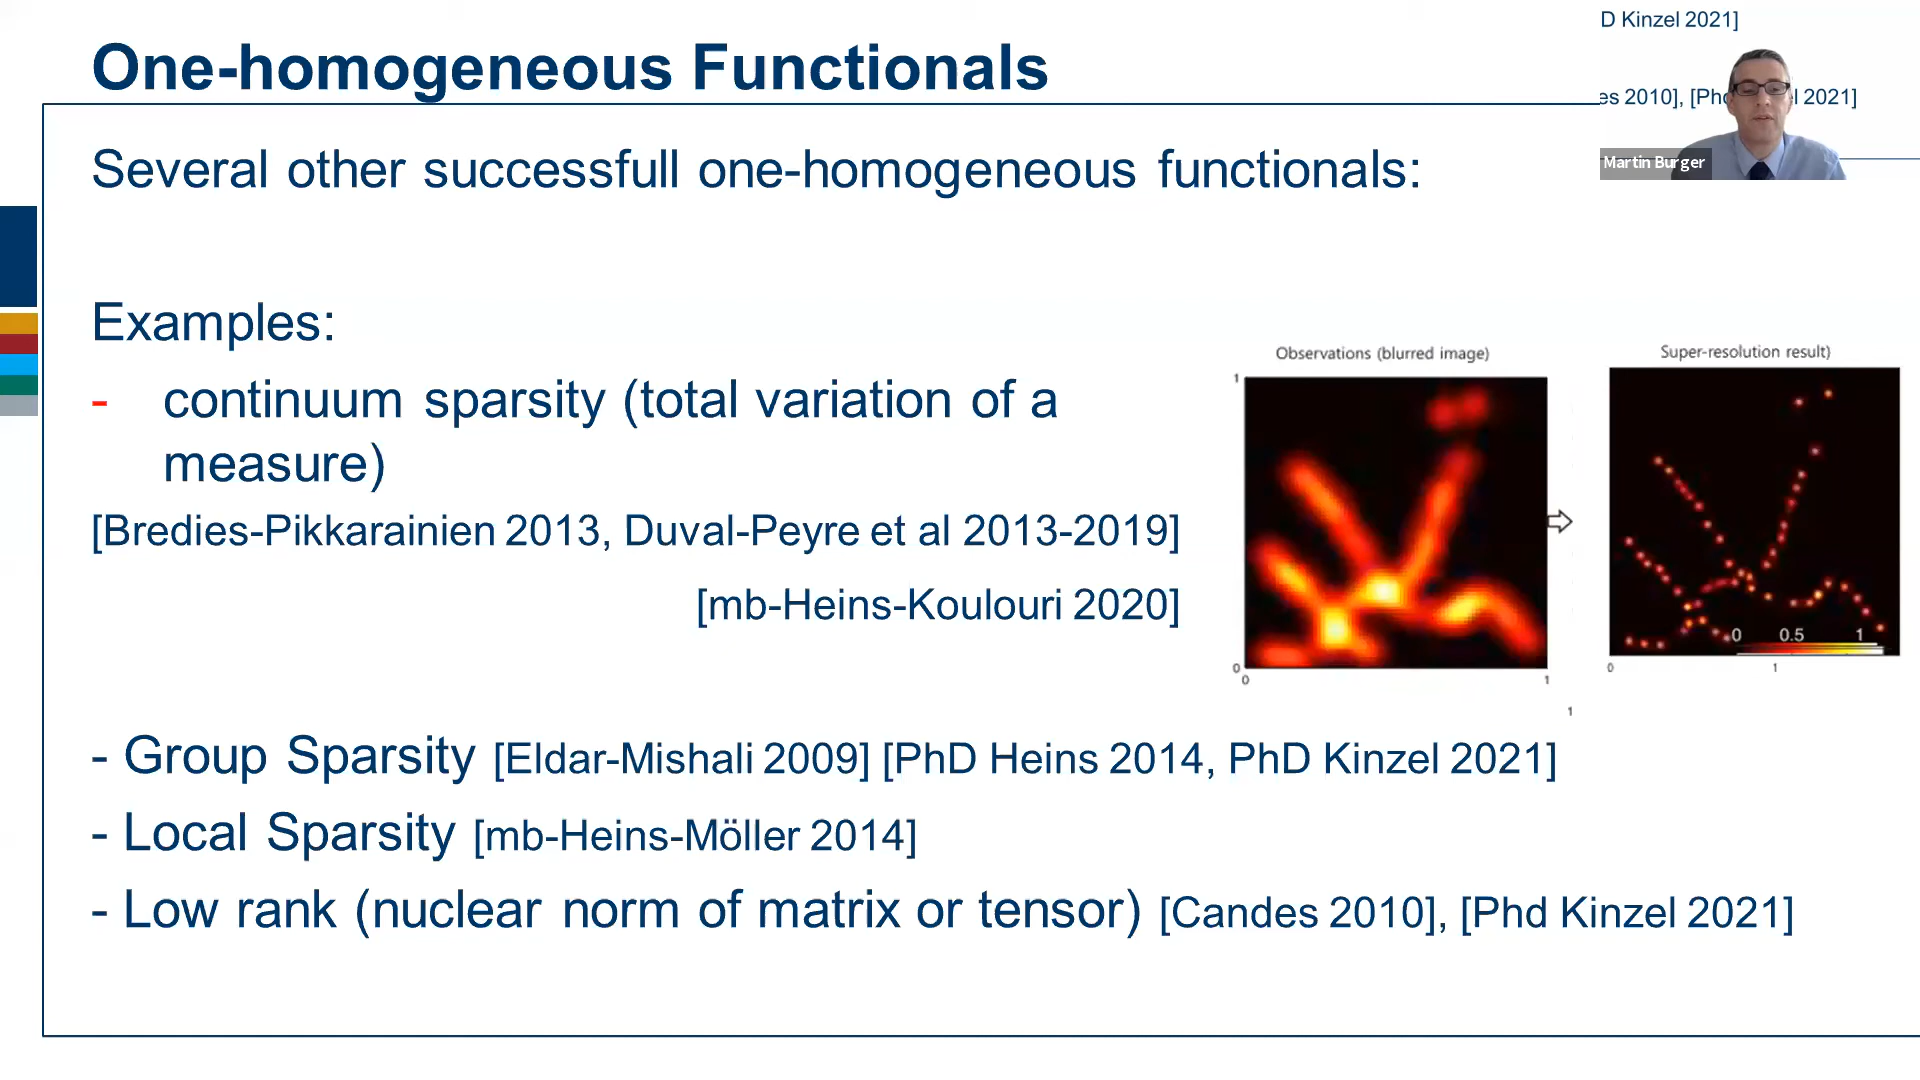 One-homogeneous Functionals
D Kinzel 2021]
es 2010], [Phd
l 2021]
Martin Burger
Several other successfull one-homogeneous functionals:
Examples:
- continuum sparsity (total variation of a
measure)
[Bredies-Pikkarainien 2013, Duval-Peyre et al 2013-2019]
[mb-Heins-Koulouri 2020]
Observations (blurred image)
1
0
0
1
Super-resolution result)
0 0.5 1
0
1
1
- Group Sparsity [Eldar-Mishali 2009] [PhD Heins 2014, PhD Kinzel 2021]
- Local Sparsity [mb-Heins-Möller 2014]
- Low rank (nuclear norm of matrix or tensor) [Candes 2010], [Phd Kinzel 2021]